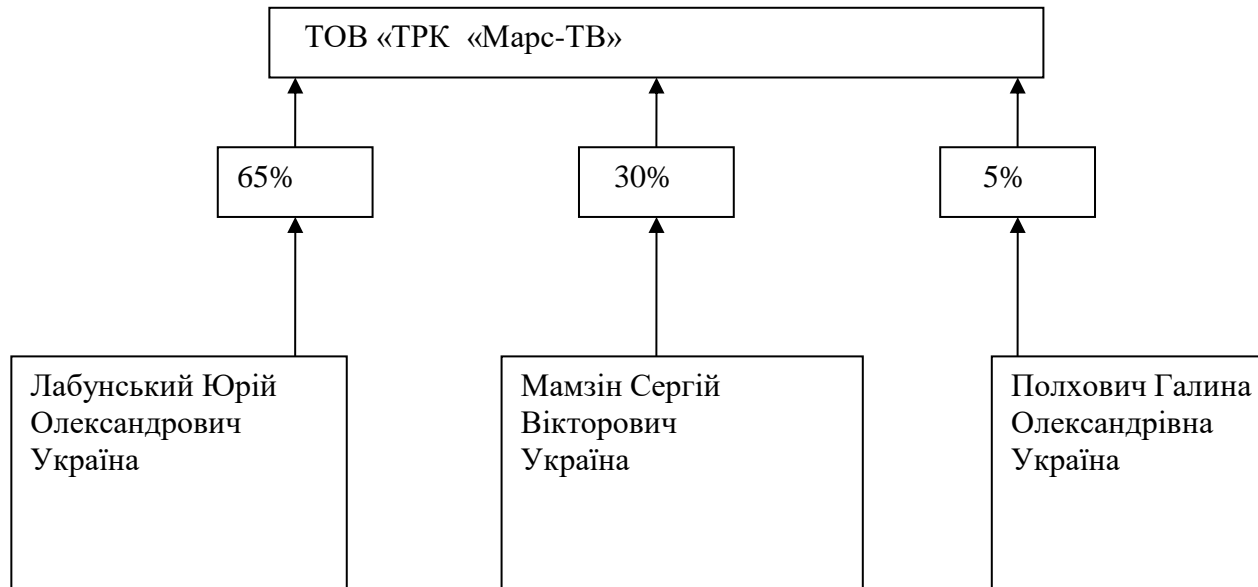 ТОВ «ТРК «Марс-ТВ»
65%
30%
5%
Лабунський Юрій
Олександрович
Україна
Мамзін Сергій
Вікторович
Україна
Полхович Галина
Олександрівна
Україна